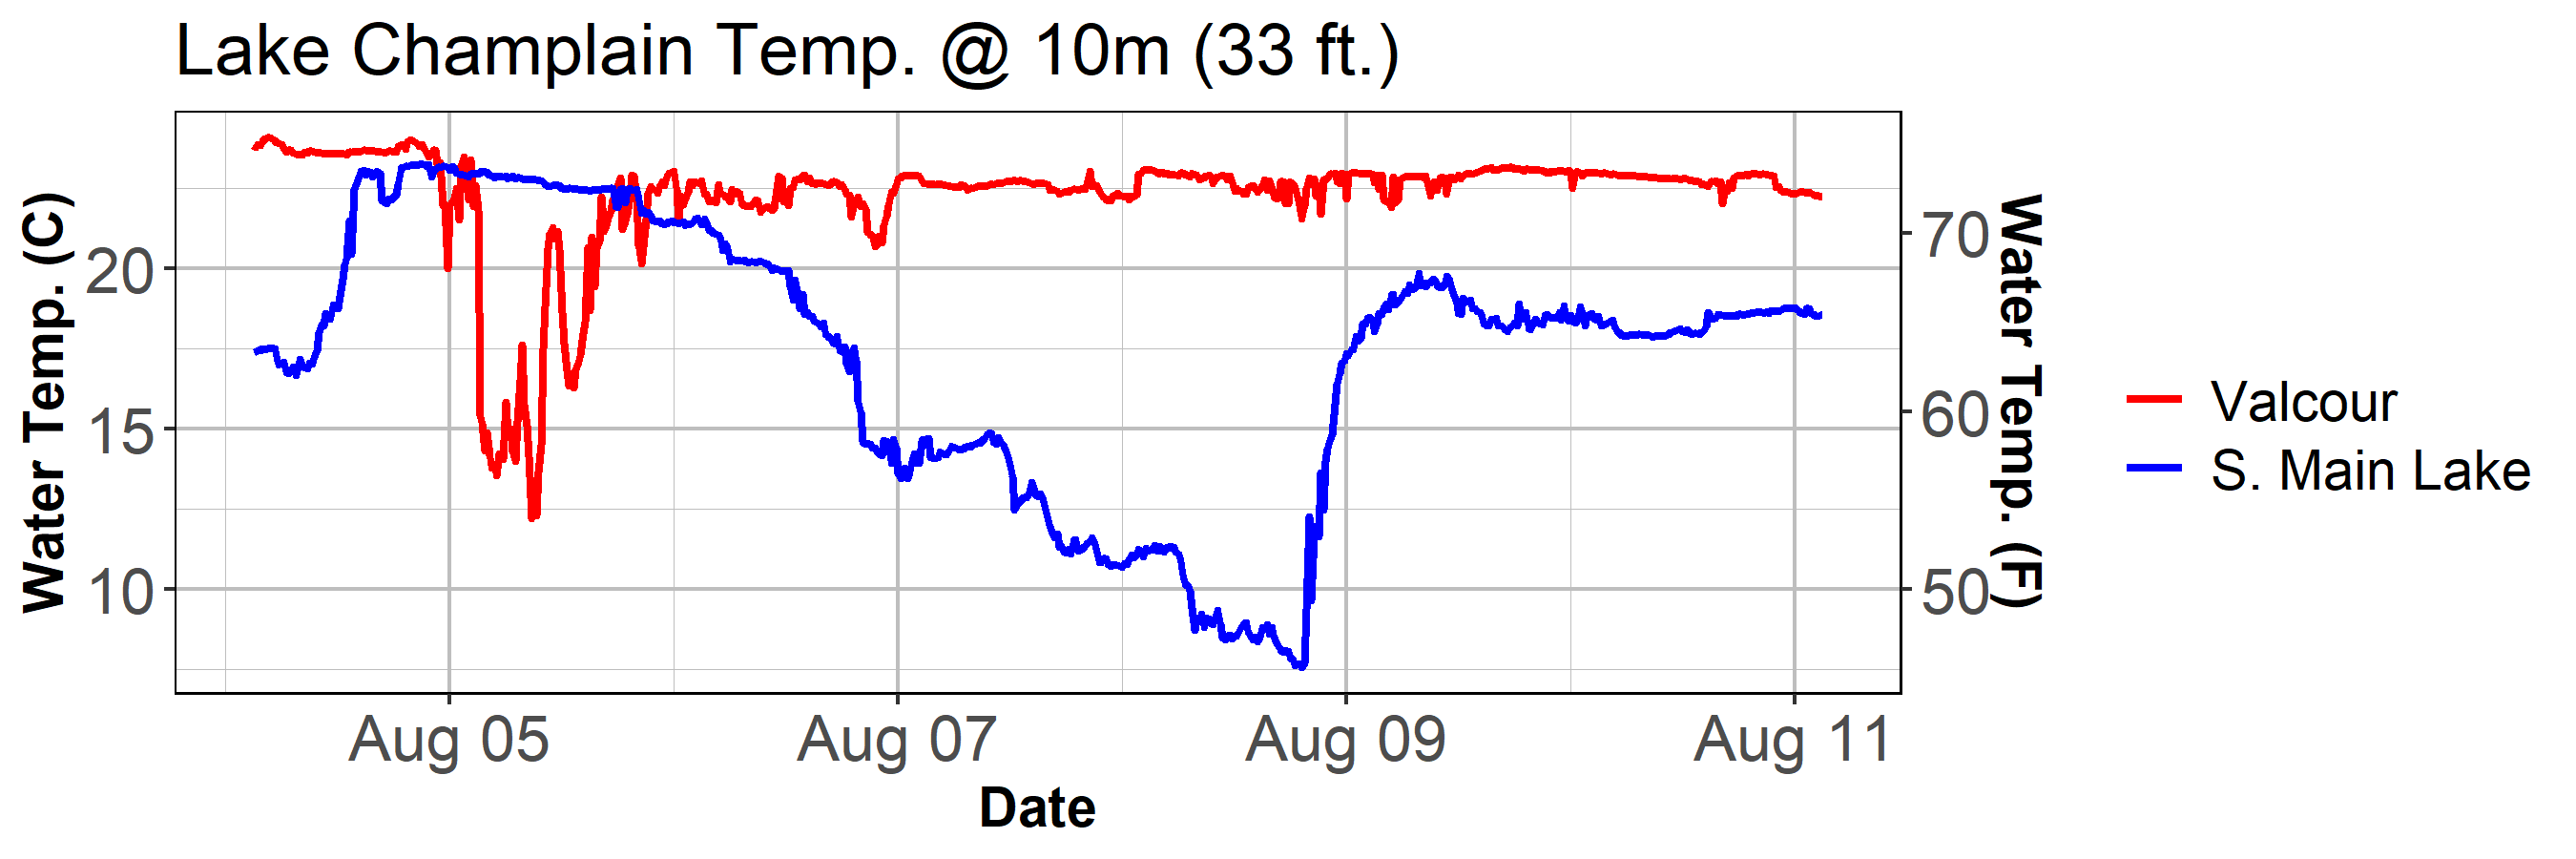 Lake Champlain Temp. @ 10m (33 ft.)
Water Temp. (C)
20
15
10
70
60
50
Water Temp. (F)
Aug 05
Aug 07
Aug 09
Aug 11
Date
Valcour
S. Main Lake